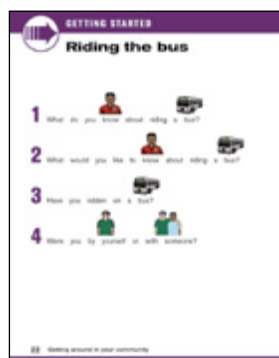 GETTING STARTED
Riding the bus
1 What do you know about riding a bus?
2 What would you like to know about riding a bus?
3 Have you ridden on a bus?
4 Were you by yourself or with someone?
22 Getting around in your community